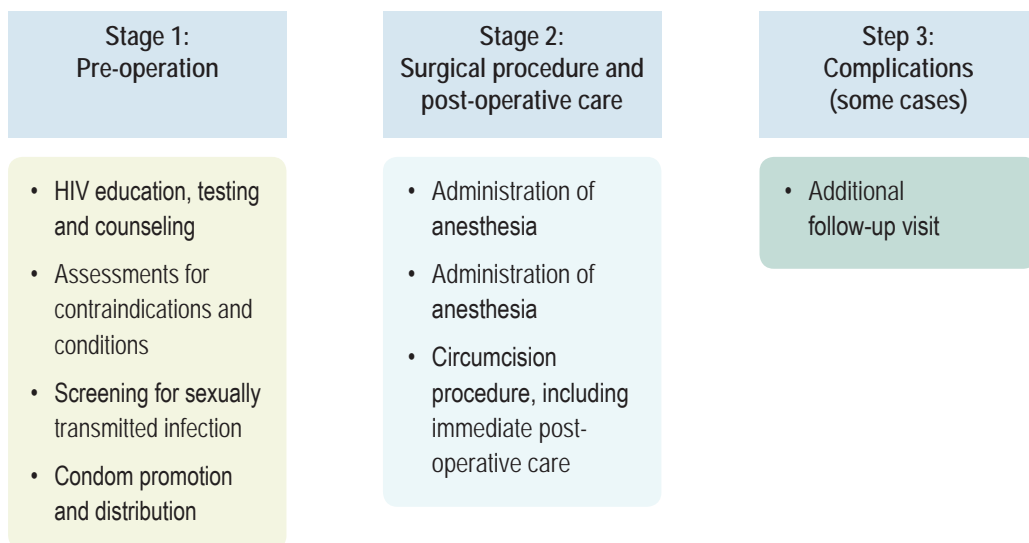 Stage 1:
Pre-operation
• HIV education, testing
and counseling
• Assessments for
contraindications and
conditions
• Screening for sexually
transmitted infection
• Condom promotion
and distribution
Stage 2:
Surgical procedure and
post-operative care
• Administration of
anesthesia
• Administration of
anesthesia
• Circumcision
procedure, including
immediate post-
operative care
Step 3:
Complications
(some cases)
• Additional
follow-up visit